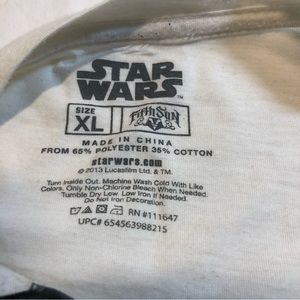 STAR
WARS™
SIZE
XL
FIFTH SUN
MADE IN CHINA
FROM 65% POLYESTER 35% COTTON
starwars.com
© 2013 Lucasfilm Ltd. & TM.
Turn Inside Out. Machine Wash Cold With Like
Colors. Only Non-Chlorine Bleach When Needed.
Tumble Dry Low. Low Iron If Needed.
Do Not Iron Decoration.
RN #111647
UPC# 654563988215